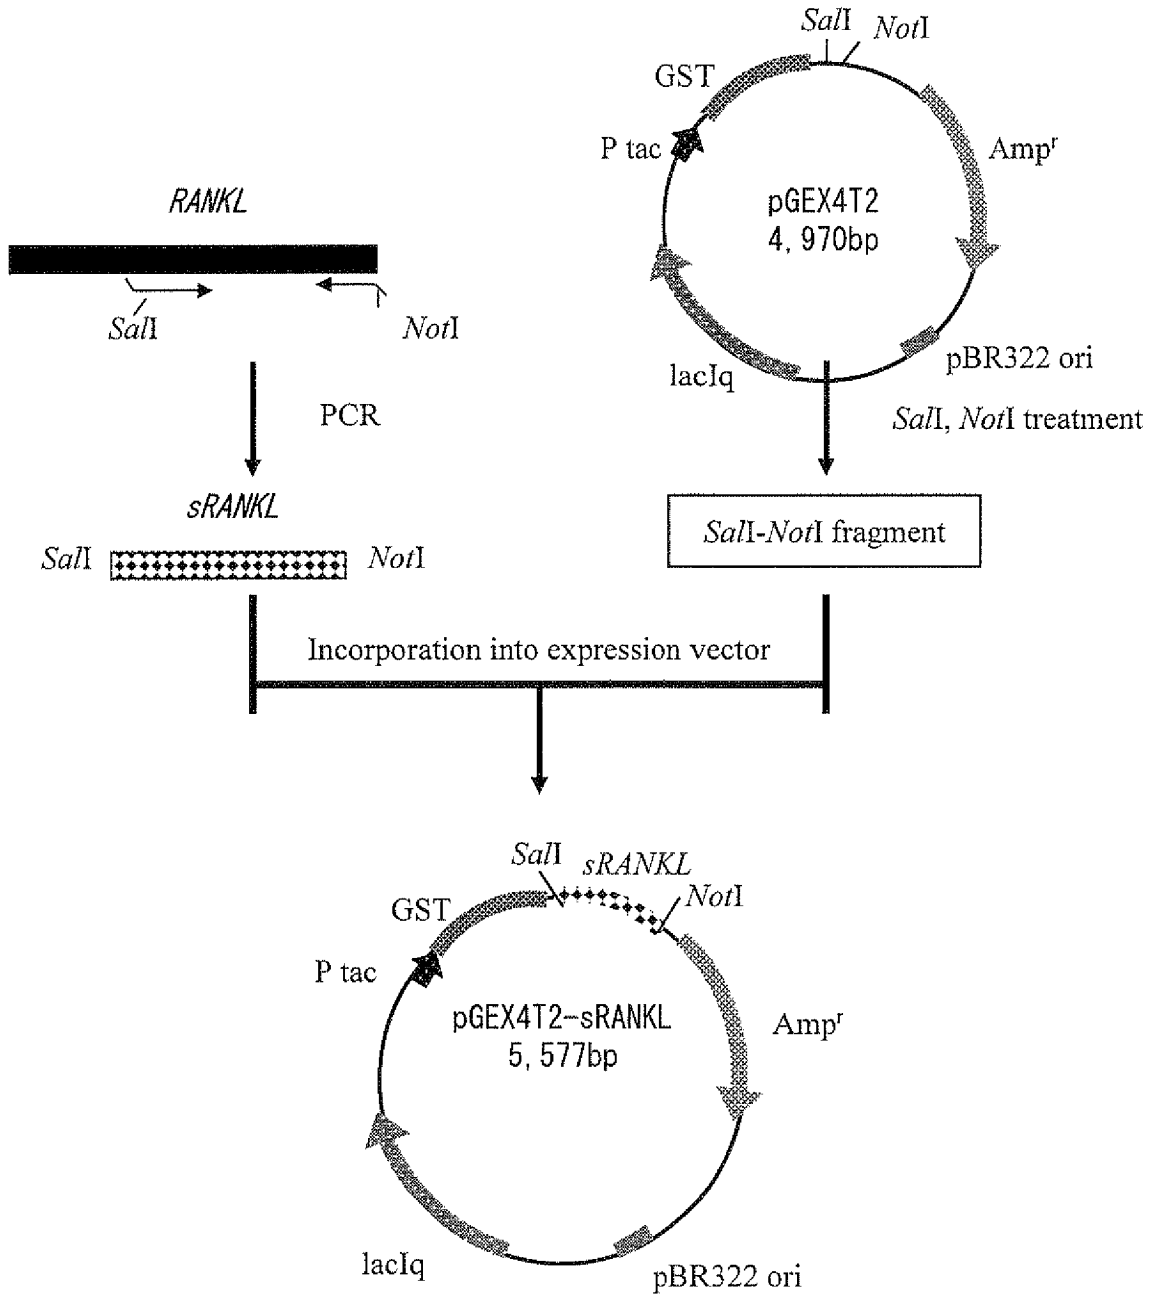 SalI
NotI
GST
P tac
Ampʳ
pGEX4T2
4,970bp
lacIq
pBR322 ori
RANKL
SalI
NotI
PCR
SalI, NotI treatment
sRANKL
SalI
NotI
SalI-NotI fragment
Incorporation into expression vector
SalI
sRANKL
NotI
GST
P tac
pGEX4T2-sRANKL
5,577bp
Ampʳ
lacIq
pBR322 ori